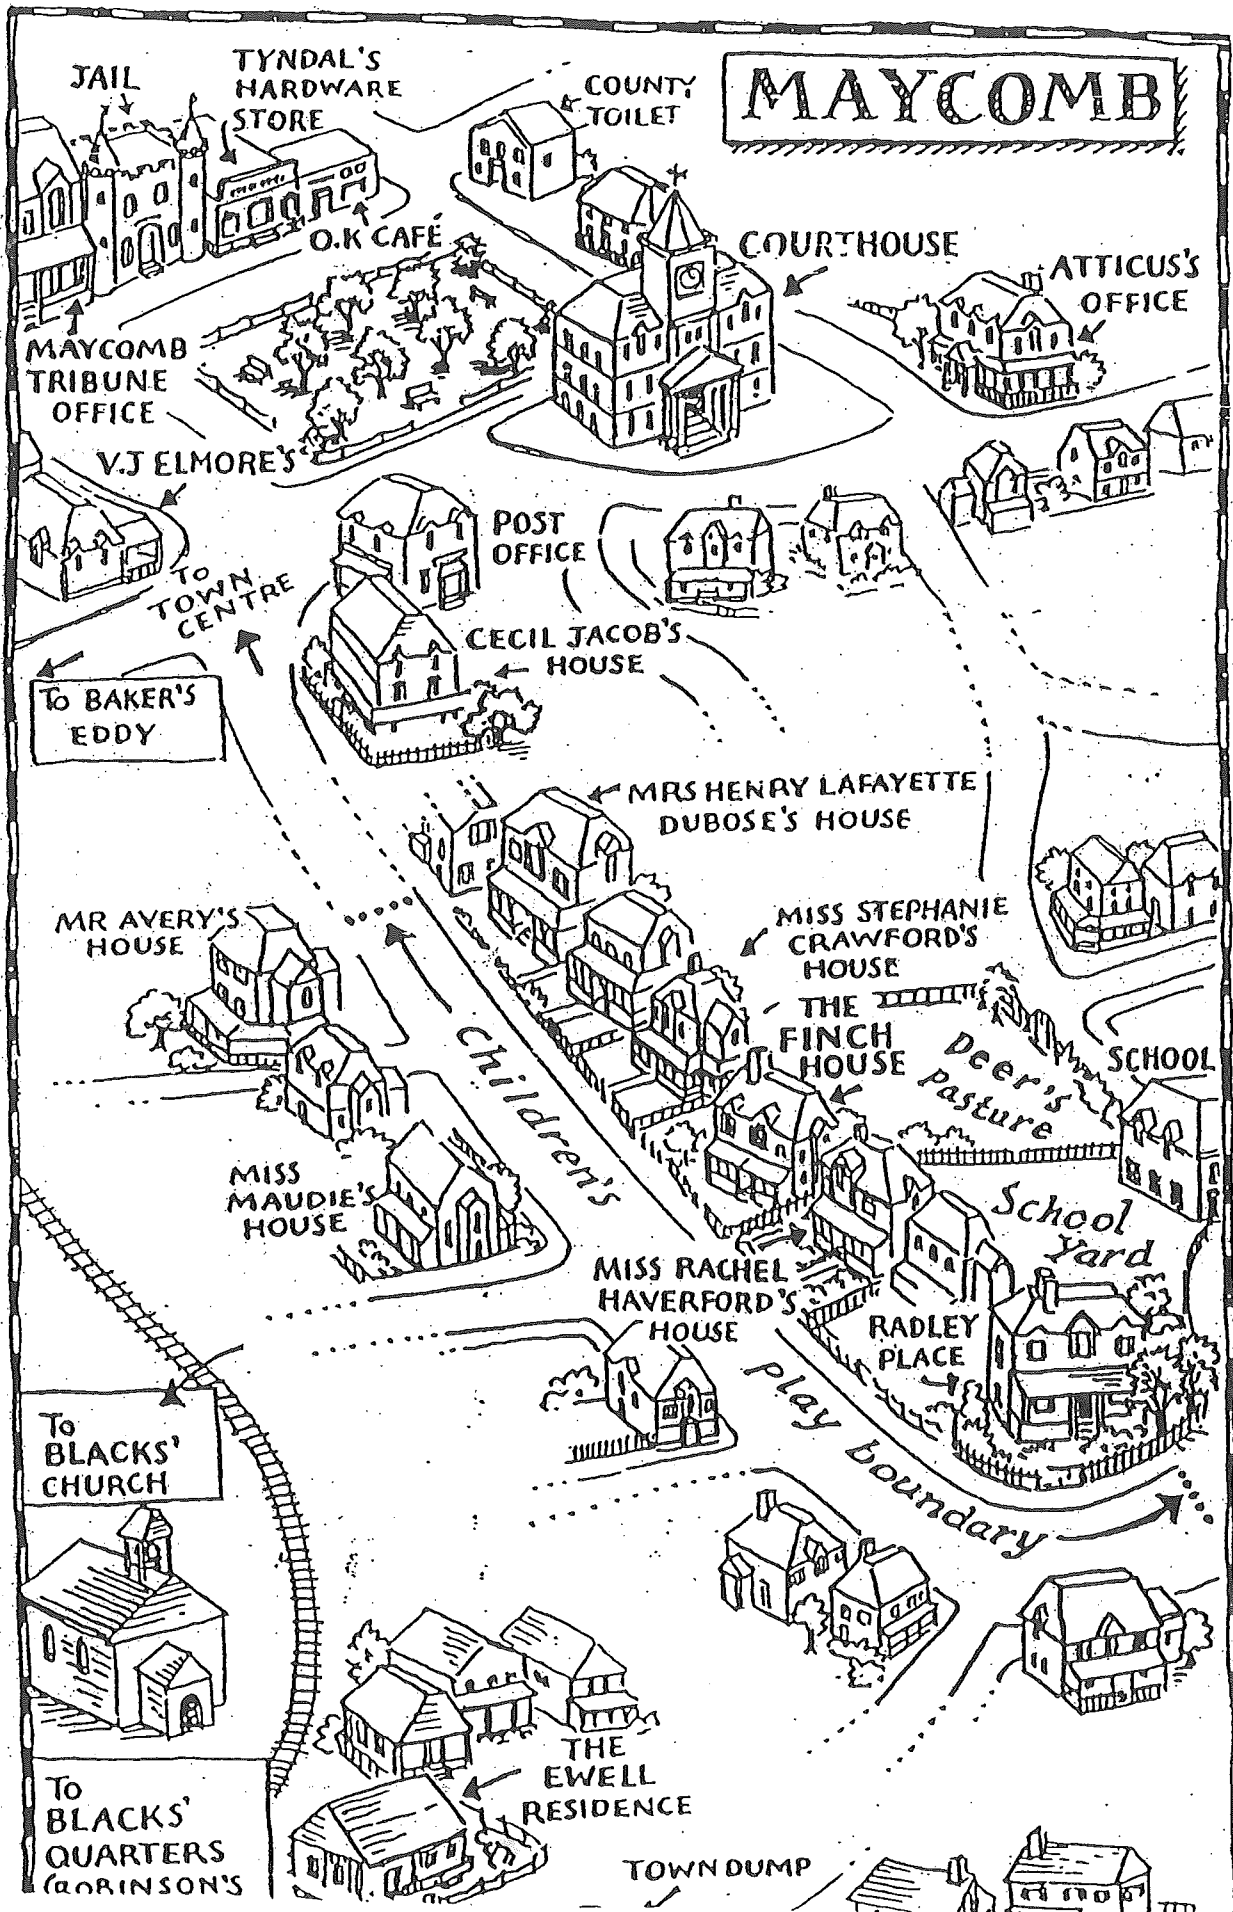 MAYCOMB
JAIL
TYNDAL'S
HARDWARE
STORE
COUNTY
TOILET
O.K CAFÉ
COURTHOUSE
ATTICUS'S
OFFICE
MAYCOMB
TRIBUNE
OFFICE
V.J ELMORE'S
POST
OFFICE
TO
TOWN
CENTRE
CECIL JACOB'S
HOUSE
TO BAKER'S
EDDY
MRS HENRY LAFAYETTE
DUBOSE'S HOUSE
MR AVERY'S
HOUSE
MISS STEPHANIE
CRAWFORD'S
HOUSE
THE
FINCH
HOUSE
Deer's
pasture
SCHOOL
Children's
MISS
MAUDIE'S
HOUSE
School
Yard
MISS RACHEL
HAVERFORD'S
HOUSE
RADLEY
PLACE
play boundary
TO
BLACKS'
CHURCH
THE
EWELL
RESIDENCE
TO
BLACKS'
QUARTERS
TOWN DUMP